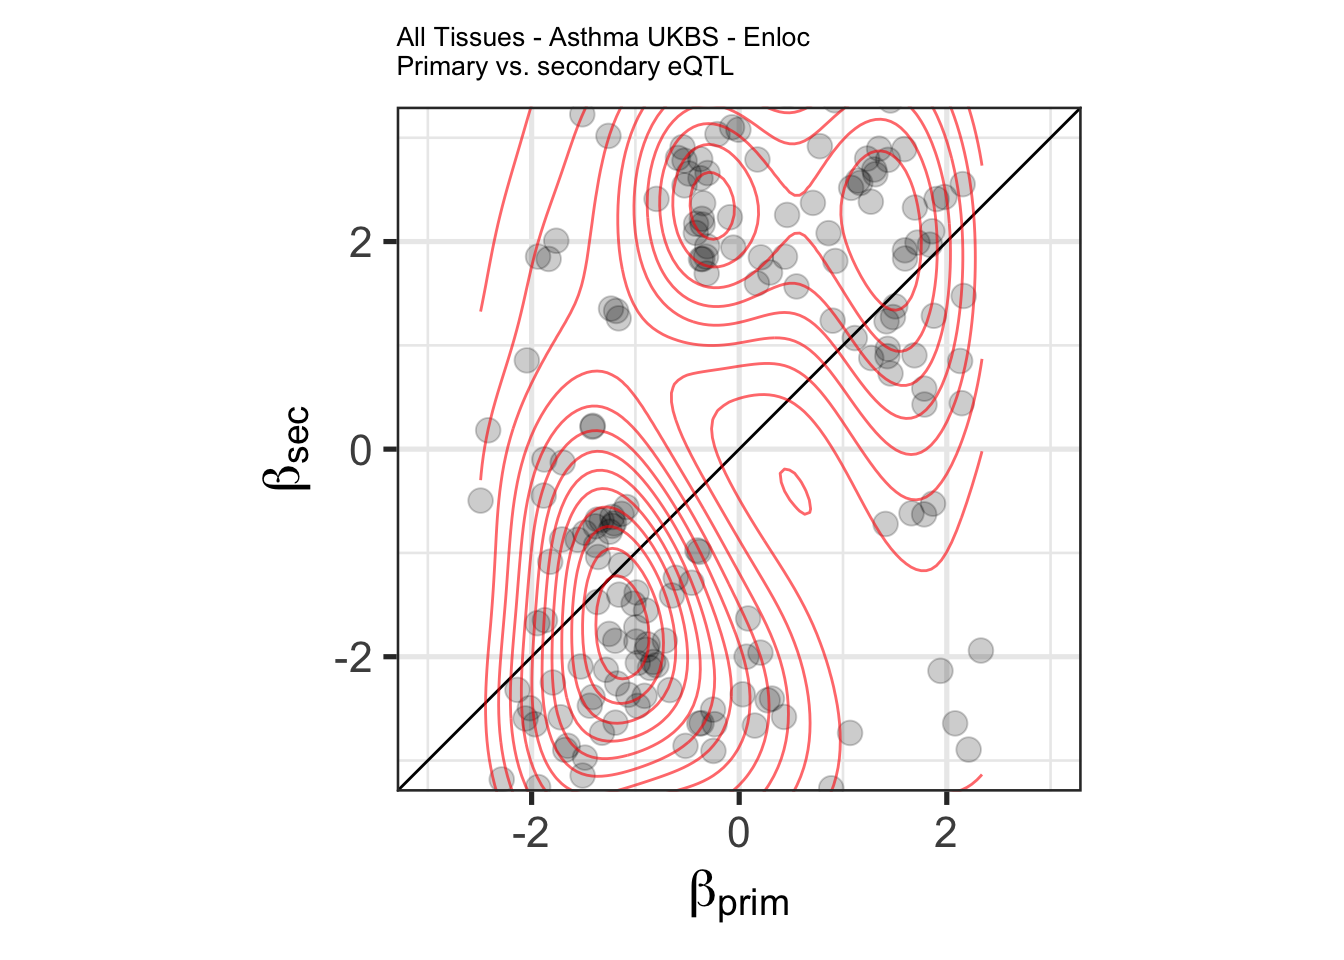 All Tissues - Asthma UKBS - Enloc
Primary vs. secondary eQTL
2
0
-2
βsec
-2 0 2
βprim